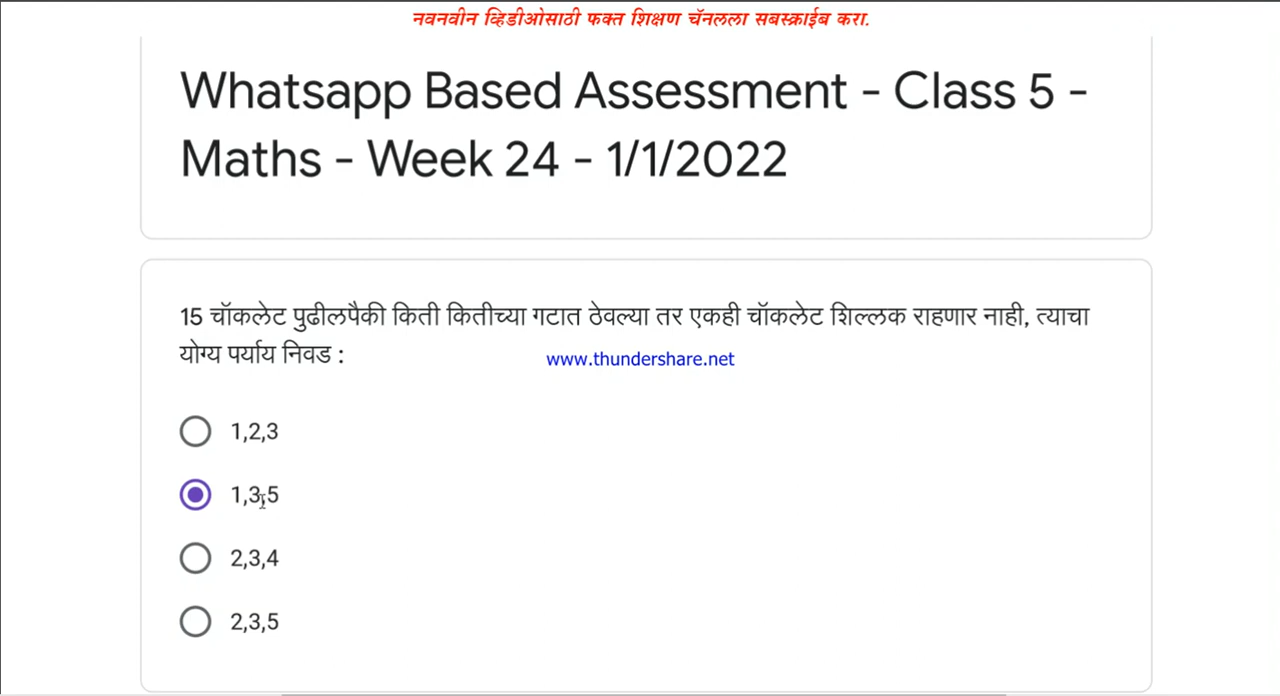 नवनवीन व्हिडीओसाठी फक्त शिक्षण चॅनलला सबस्क्राईब करा.
Whatsapp Based Assessment - Class 5 -
Maths - Week 24 - 1/1/2022
15 चॉकलेट पुढीलपैकी किती कितीच्या गटात ठेवल्या तर एकही चॉकलेट शिल्लक राहणार नाही, त्याचा
योग्य पर्याय निवड :
www.thundershare.net
1,2,3
1,3,5
2,3,4
2,3,5